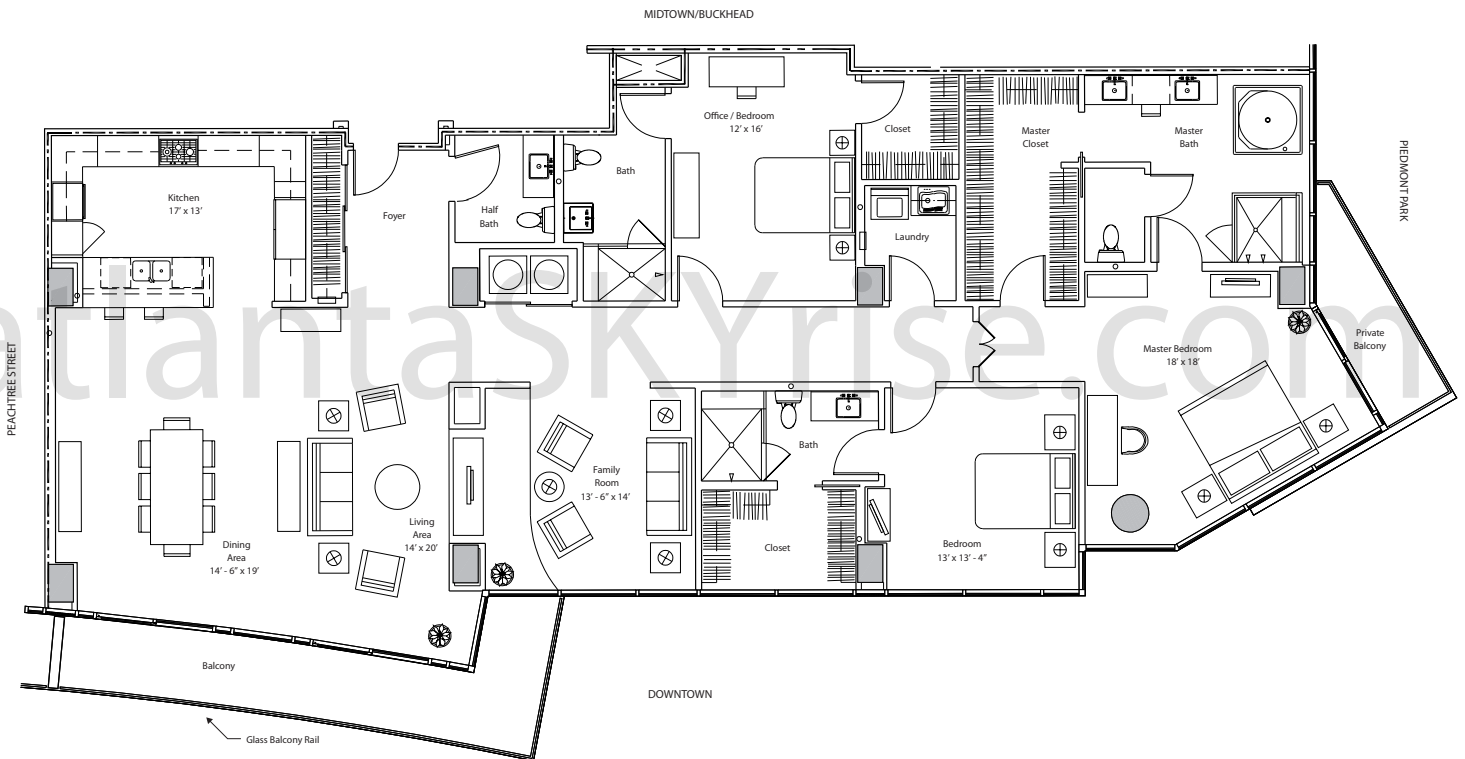 MIDTOWN/BUCKHEAD
Office / Bedroom
12' x 16'
Closet
Master
Closet
Master
Bath
PIEDMONT PARK
Bath
Kitchen
17' x 13'
Foyer
Half
Bath
Laundry
atlantaSKYrise.com
Private
Balcony
Master Bedroom
18' x 18'
PEACHTREE STREET
Bath
Family
Room
13' - 6" x 14'
Living
Area
14' x 20'
Dining
Area
14' - 6" x 19'
Closet
Bedroom
13' x 13' - 4"
Balcony
DOWNTOWN
Glass Balcony Rail